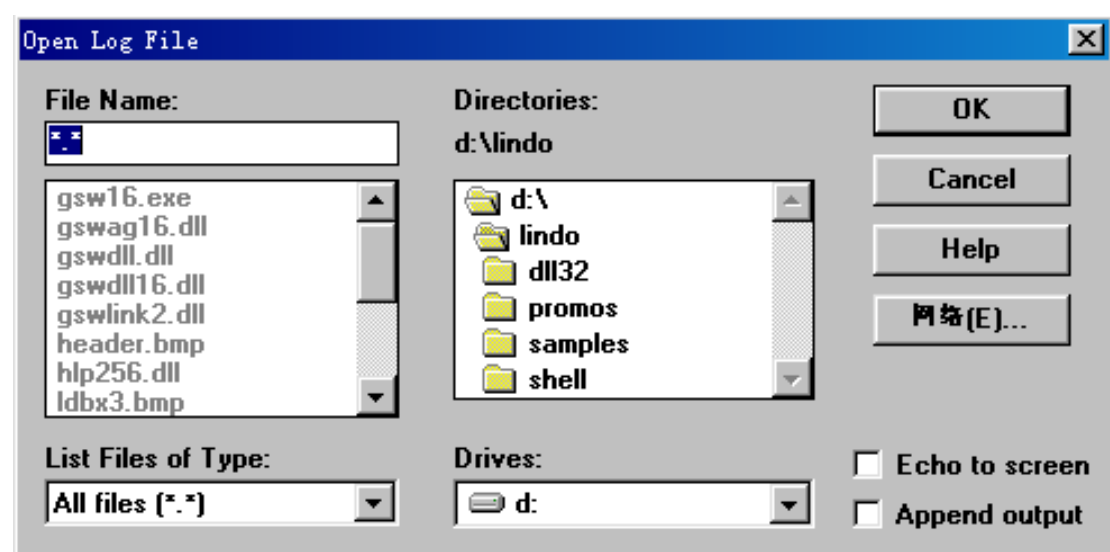 Open Log File
File Name:
*.*
gsw16.exe
gswag16.dll
gswdll.dll
gswdll16.dll
gswlink2.dll
header.bmp
hlp256.dll
ldbx3.bmp
List Files of Type:
All files (*.*)
Directories:
d:\lindo
d:\
lindo
dll32
promos
samples
shell
Drives:
d:
OK
Cancel
Help
网络(E)...
Echo to screen
Append output